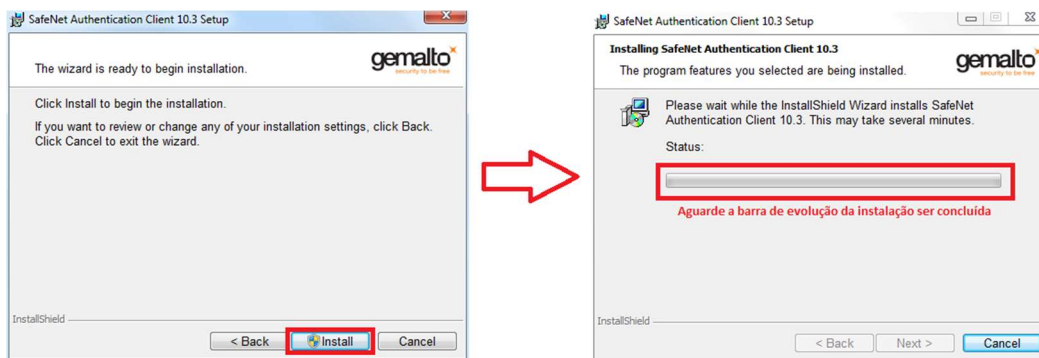 SafeNet Authentication Client 10.3 Setup
gemalto
security to be free
The wizard is ready to begin installation.
Click Install to begin the installation.
If you want to review or change any of your installation settings, click Back.
Click Cancel to exit the wizard.
InstallShield
< Back
Install
Cancel
SafeNet Authentication Client 10.3 Setup
Installing SafeNet Authentication Client 10.3
The program features you selected are being installed.
gemalto
security to be free
Please wait while the InstallShield Wizard installs SafeNet
Authentication Client 10.3. This may take several minutes.
Status:
Aguarde a barra de evolução da instalação ser concluída
InstallShield
< Back
Next >
Cancel